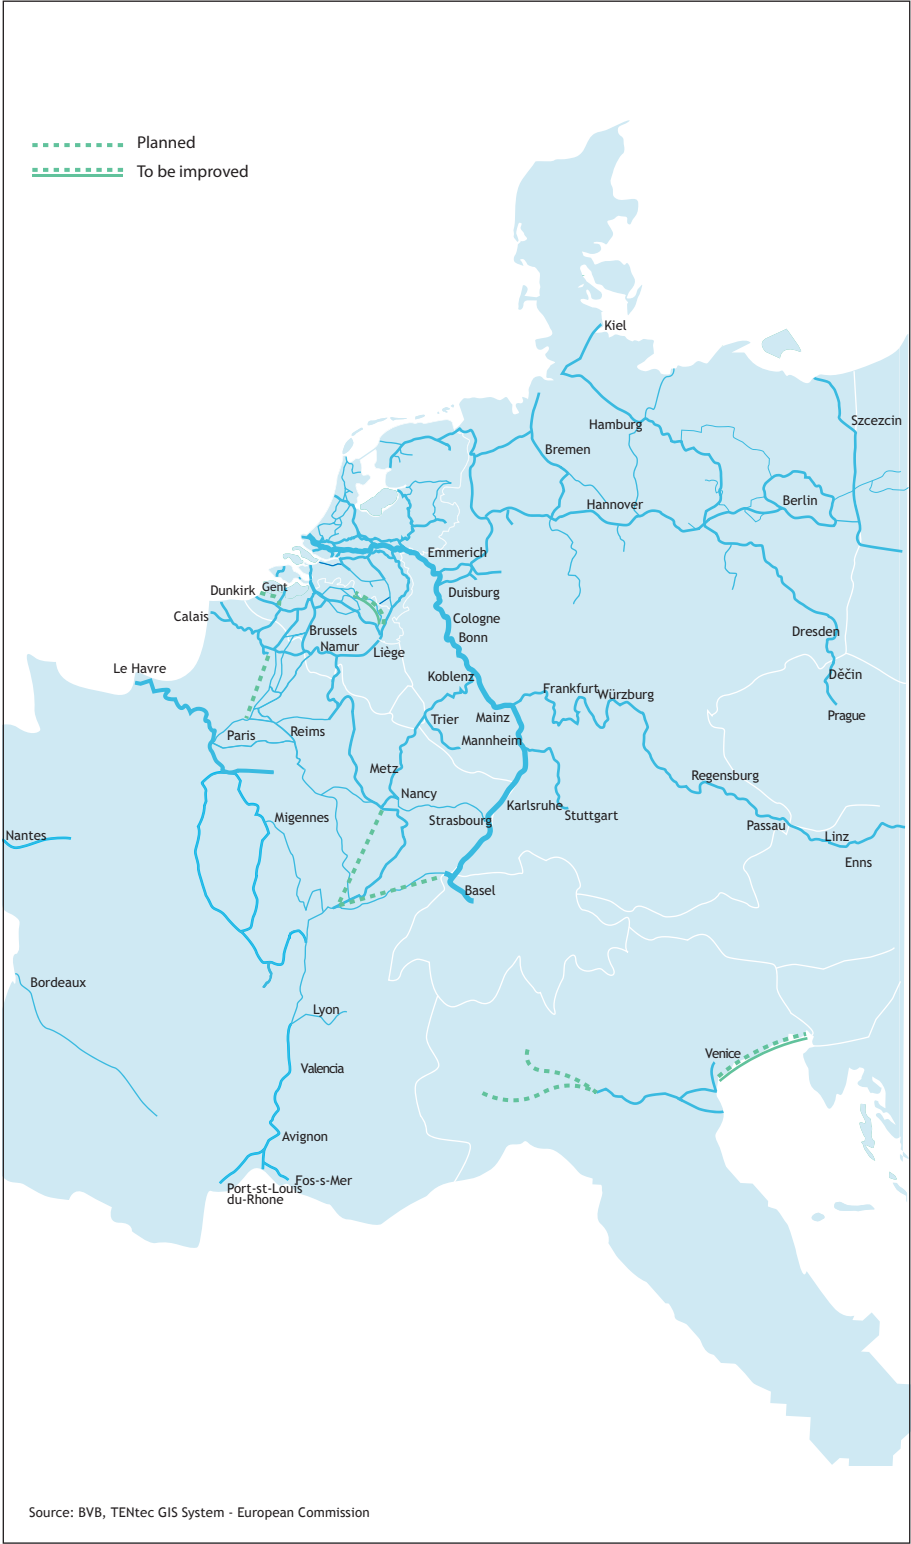 Planned
To be improved
Kiel
Szczecin
Hamburg
Bremen
Hannover
Berlin
Emmerich
Dunkirk
Gent
Duisburg
Calais
Cologne
Brussels
Dresden
Bonn
Namur
Liège
Le Havre
Koblenz
Děčín
Frankfurt
Würzburg
Trier
Mainz
Prague
Paris
Reims
Mannheim
Metz
Regensburg
Nancy
Karlsruhe
Migennes
Strasbourg
Stuttgart
Passau
Nantes
Linz
Enns
Basel
Bordeaux
Lyon
Venice
Valencia
Avignon
Fos-s-Mer
Port-st-Louis
du-Rhone
Source: BVB, TENtec GIS System - European Commission